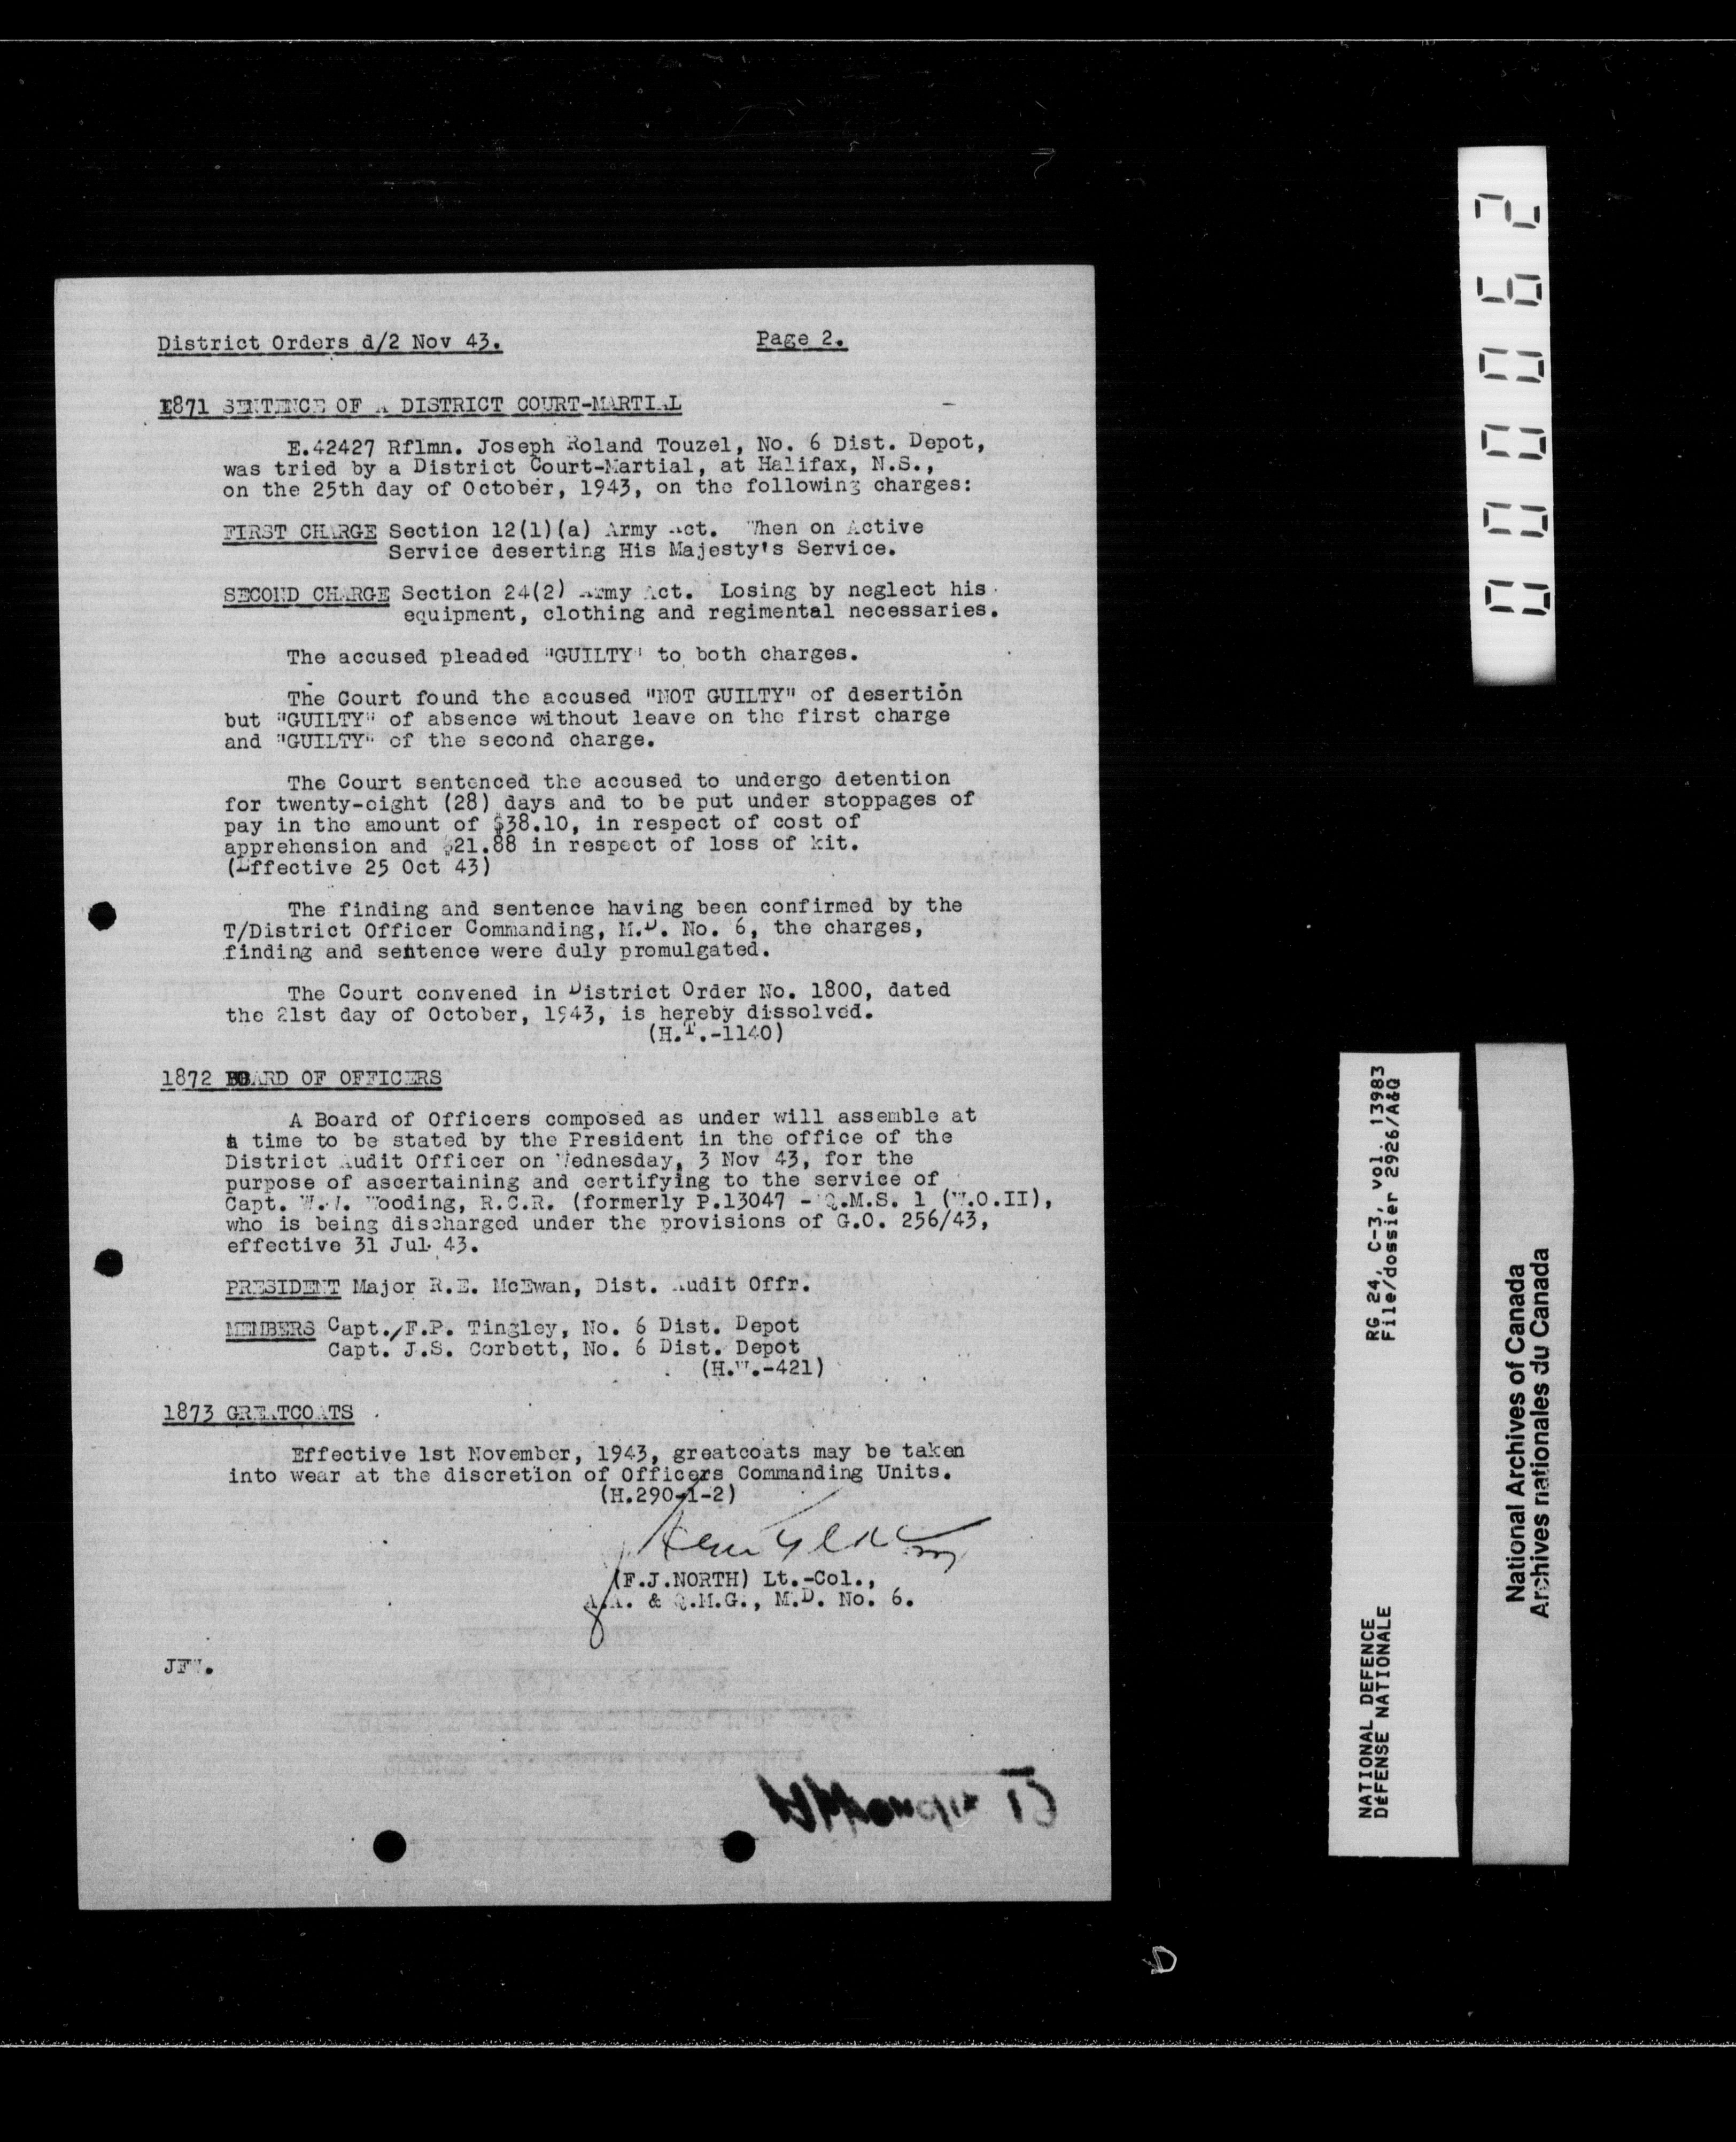 District Orders d/2 Nov 43.
Page 2.
1871 SENTENCE OF A DISTRICT COURT-MARTIAL
E.42427 Rflmn. Joseph Roland Touzel, No. 6 Dist. Depot,
was tried by a District Court-Martial, at Halifax, N.S.,
on the 25th day of October, 1943, on the following charges:
FIRST CHARGE Section 12(1)(a) Army Act. When on Active
Service deserting His Majesty's Service.
SECOND CHARGE Section 24(2) Army Act. Losing by neglect his
equipment, clothing and regimental necessaries.
The accused pleaded "GUILTY" to both charges.
The Court found the accused "NOT GUILTY" of desertion
but "GUILTY" of absence without leave on the first charge
and "GUILTY" of the second charge.
The Court sentenced the accused to undergo detention
for twenty-eight (28) days and to be put under stoppages of
pay in the amount of $38.10, in respect of cost of
apprehension and $21.88 in respect of loss of kit.
(Effective 25 Oct 43)
The finding and sentence having been confirmed by the
T/District Officer Commanding, M.D. No. 6, the charges,
finding and sentence were duly promulgated.
The Court convened in District Order No. 1800, dated
the 21st day of October, 1943, is hereby dissolved.
(H.T.-1140)
1872 BOARD OF OFFICERS
A Board of Officers composed as under will assemble at
a time to be stated by the President in the office of the
District Audit Officer on Wednesday, 3 Nov 43, for the
purpose of ascertaining and certifying to the service of
Capt. W.W. Wooding, R.C.R. (formerly P.13047 - Q.M.S. 1 (W.O.II),
who is being discharged under the provisions of G.O. 256/43,
effective 31 Jul 43.
PRESIDENT Major R.E. McEwan, Dist. Audit Offr.
MEMBERS Capt. F.P. Tingley, No. 6 Dist. Depot
Capt. J.S. Corbett, No. 6 Dist. Depot
(H.W.-421)
1873 GREATCOATS
Effective 1st November, 1943, greatcoats may be taken
into wear at the discretion of Officers Commanding Units.
(H.290-1-2)
(F.J.NORTH) Lt.-Col.,
A.A. & Q.M.G., M.D. No. 6.
JFW.
000062
RG 24, C-3, vol. 13983
File/dossier 2926/A&Q
NATIONAL DEFENCE
DÉFENSE NATIONALE
National Archives of Canada
Archives nationales du Canada